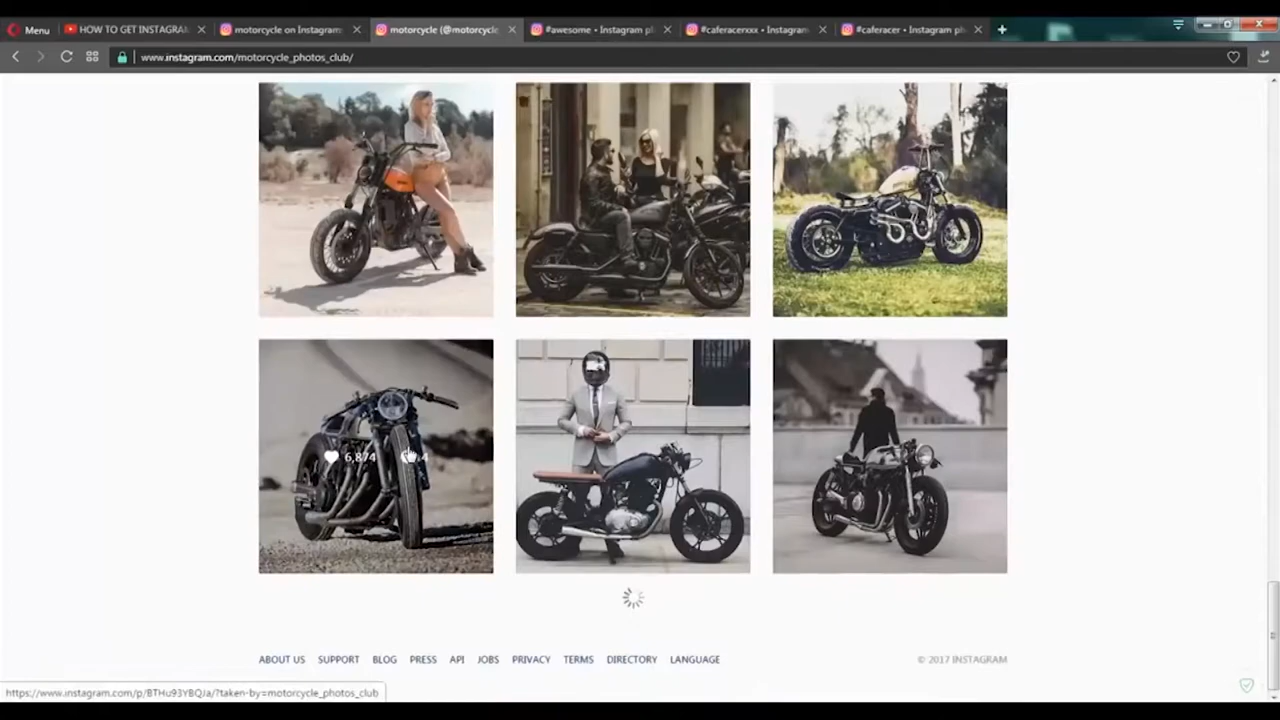 Menu HOW TO GET INSTAGRA motorcycle on Instagram motorcycle (@motorcycle #awesome • Instagram pl #caferacerxxx • Instagram #caferacer • Instagram ph
www.instagram.com/motorcycle_photos_club/
6,874
ABOUT US SUPPORT BLOG PRESS API JOBS PRIVACY TERMS DIRECTORY LANGUAGE © 2017 INSTAGRAM
https://www.instagram.com/p/BTHu93YBQJa/?taken-by=motorcycle_photos_club